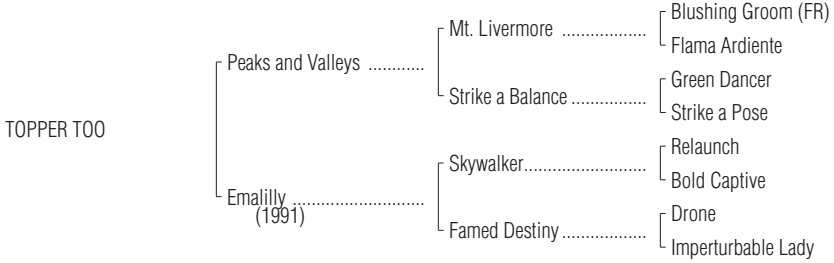 Blushing Groom (FR)
Mt. Livermore ..................
Flama Ardiente
Peaks and Valleys ............
Green Dancer
Strike a Balance ................
Strike a Pose
TOPPER TOO
Relaunch
Skywalker..........................
Bold Captive
Emalilly ............................
(1991)
Drone
Famed Destiny ..................
Imperturbable Lady